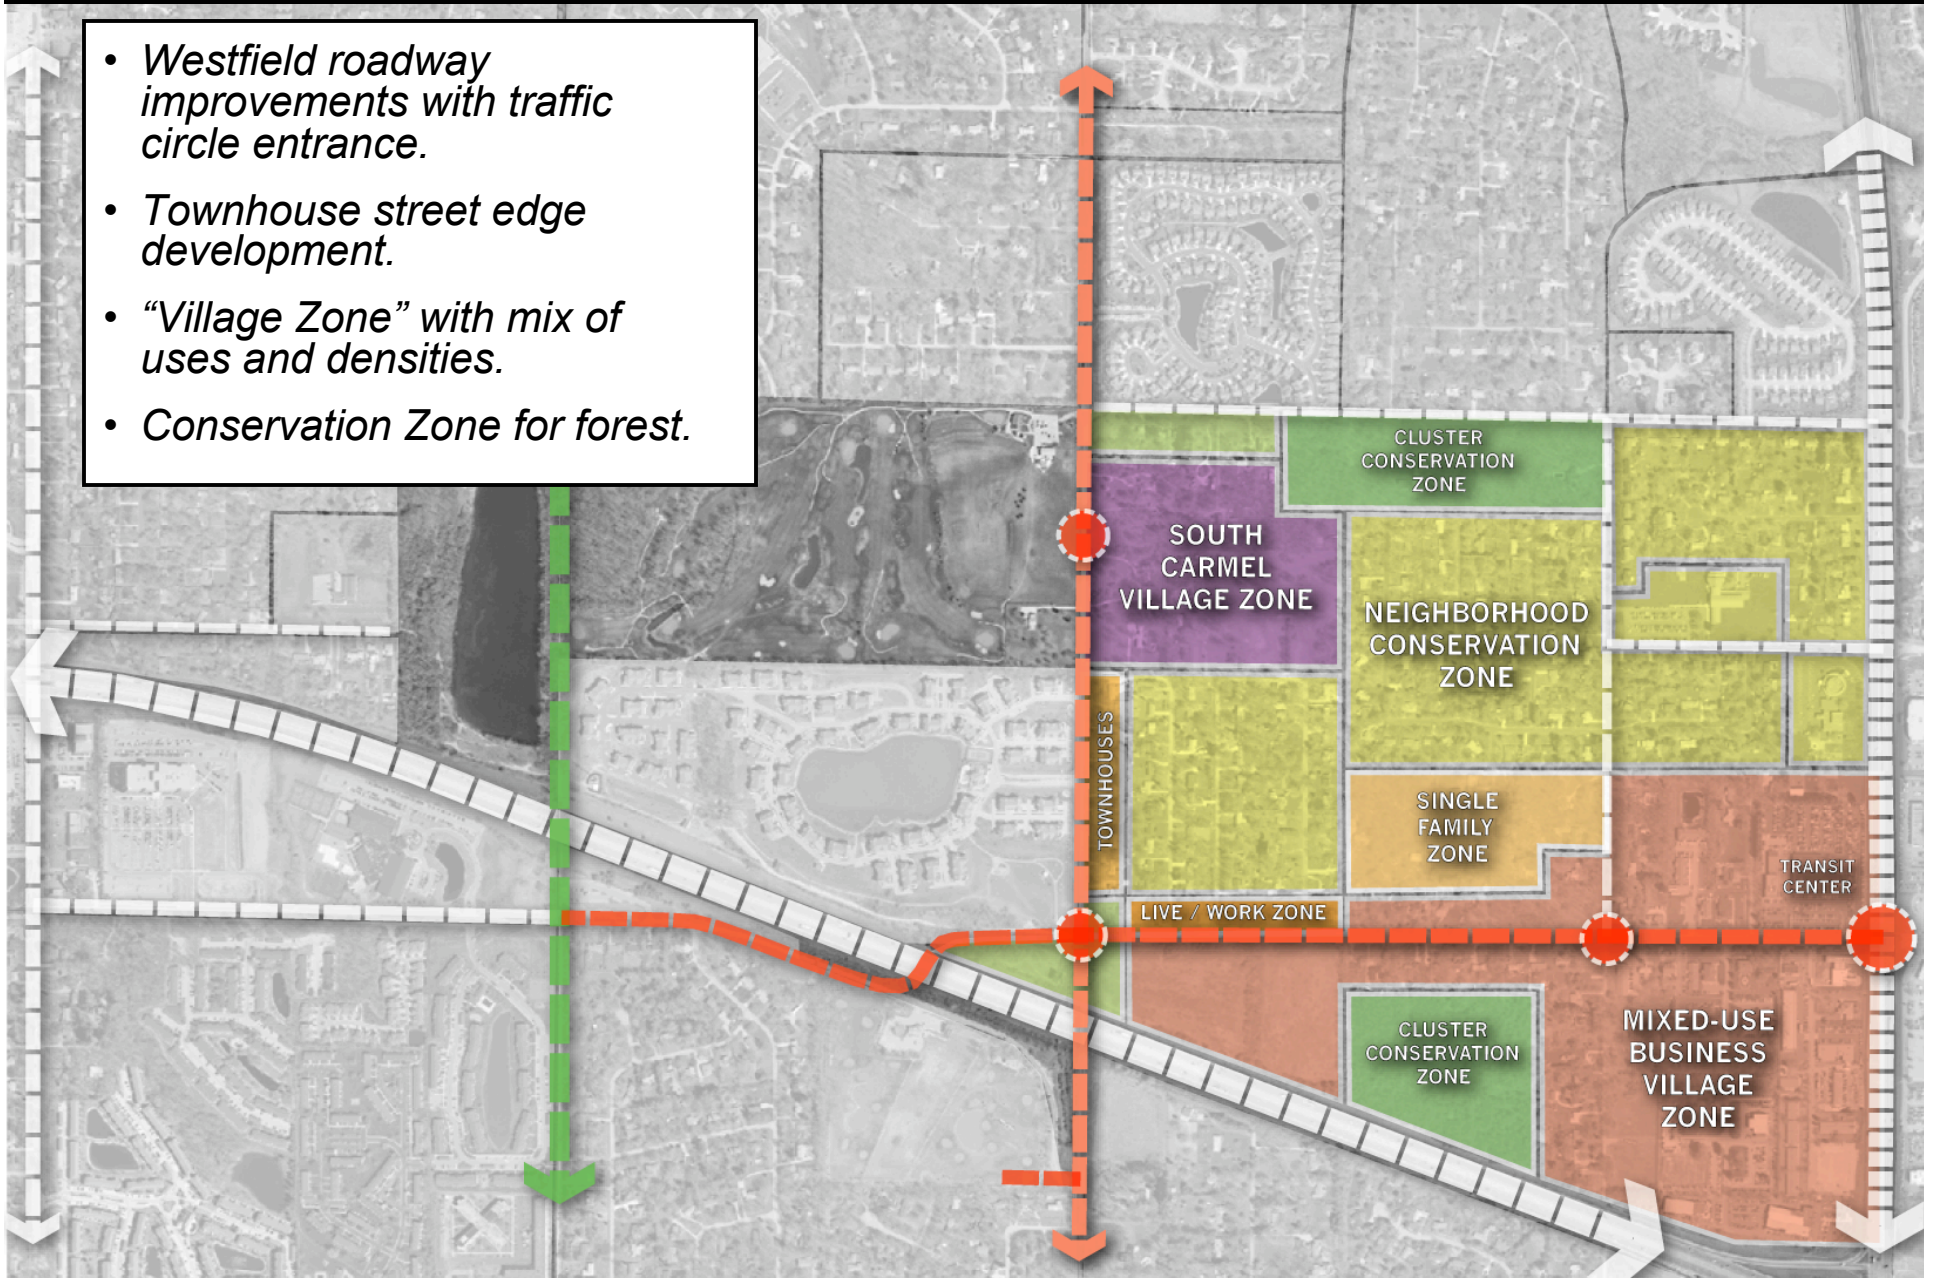 • Westfield roadway
improvements with traffic
circle entrance.
• Townhouse street edge
development.
• “Village Zone” with mix of
uses and densities.
• Conservation Zone for forest.
CLUSTER
CONSERVATION
ZONE
SOUTH
CARMEL
VILLAGE ZONE
NEIGHBORHOOD
CONSERVATION
ZONE
TOWNHOUSES
SINGLE
FAMILY
ZONE
TRANSIT
CENTER
LIVE / WORK ZONE
CLUSTER
CONSERVATION
ZONE
MIXED-USE
BUSINESS
VILLAGE
ZONE